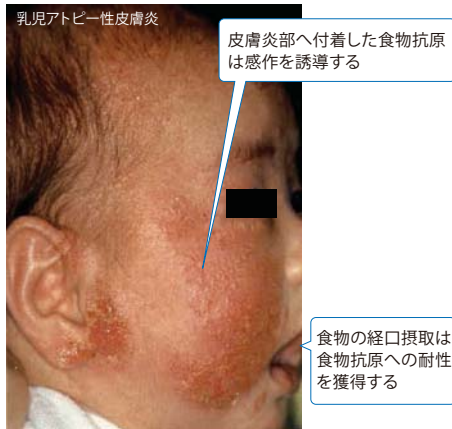 乳児アトピー性皮膚炎
皮膚炎部へ付着した食物抗原
は感作を誘導する
食物の経口摂取は
食物抗原への耐性
を獲得する